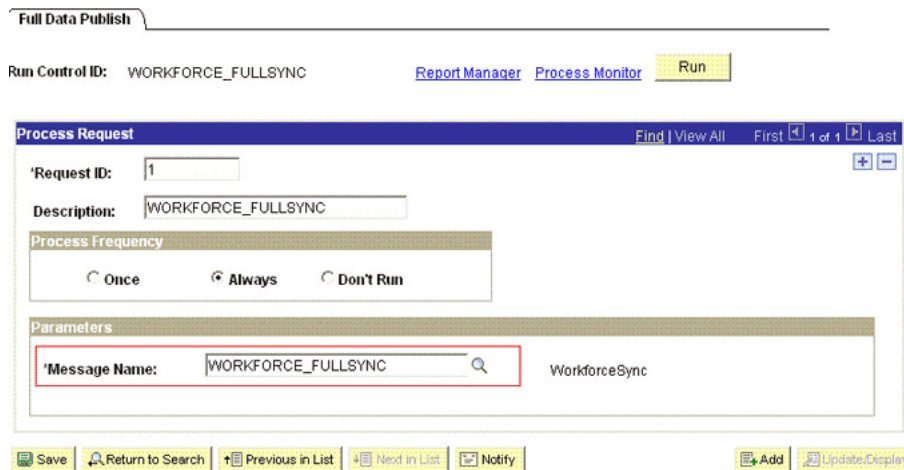 Full Data Publish
Run Control ID: WORKFORCE_FULLSYNC Report Manager Process Monitor Run
Process Request Find | View All First 1 of 1 Last
*Request ID: 1
Description: WORKFORCE_FULLSYNC
Process Frequency
Once Always Don't Run
Parameters
*Message Name: WORKFORCE_FULLSYNC WorkforceSync
Save Return to Search Previous in List Next in List Notify Add Update/Display